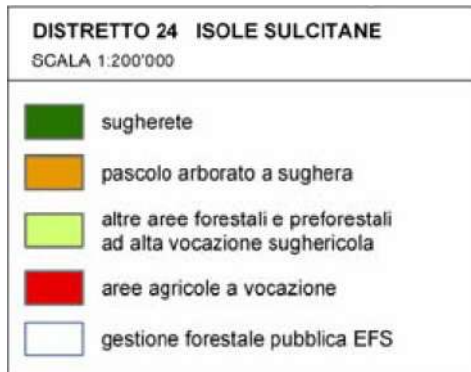 DISTRETTO 24 ISOLE SULCITANE
SCALA 1:200'000
sugherete
pascolo arborato a sughera
altre aree forestali e preforestali
ad alta vocazione sughericola
aree agricole a vocazione
gestione forestale pubblica EFS